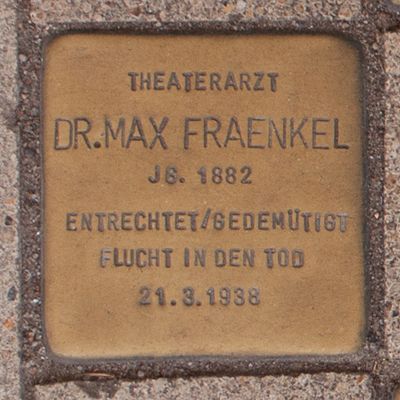 THEATERARZT
DR.MAX FRAENKEL
JG. 1882
ENTRECHTET/GEDEMÜTIGT
FLUCHT IN DEN TOD
21.3.1938